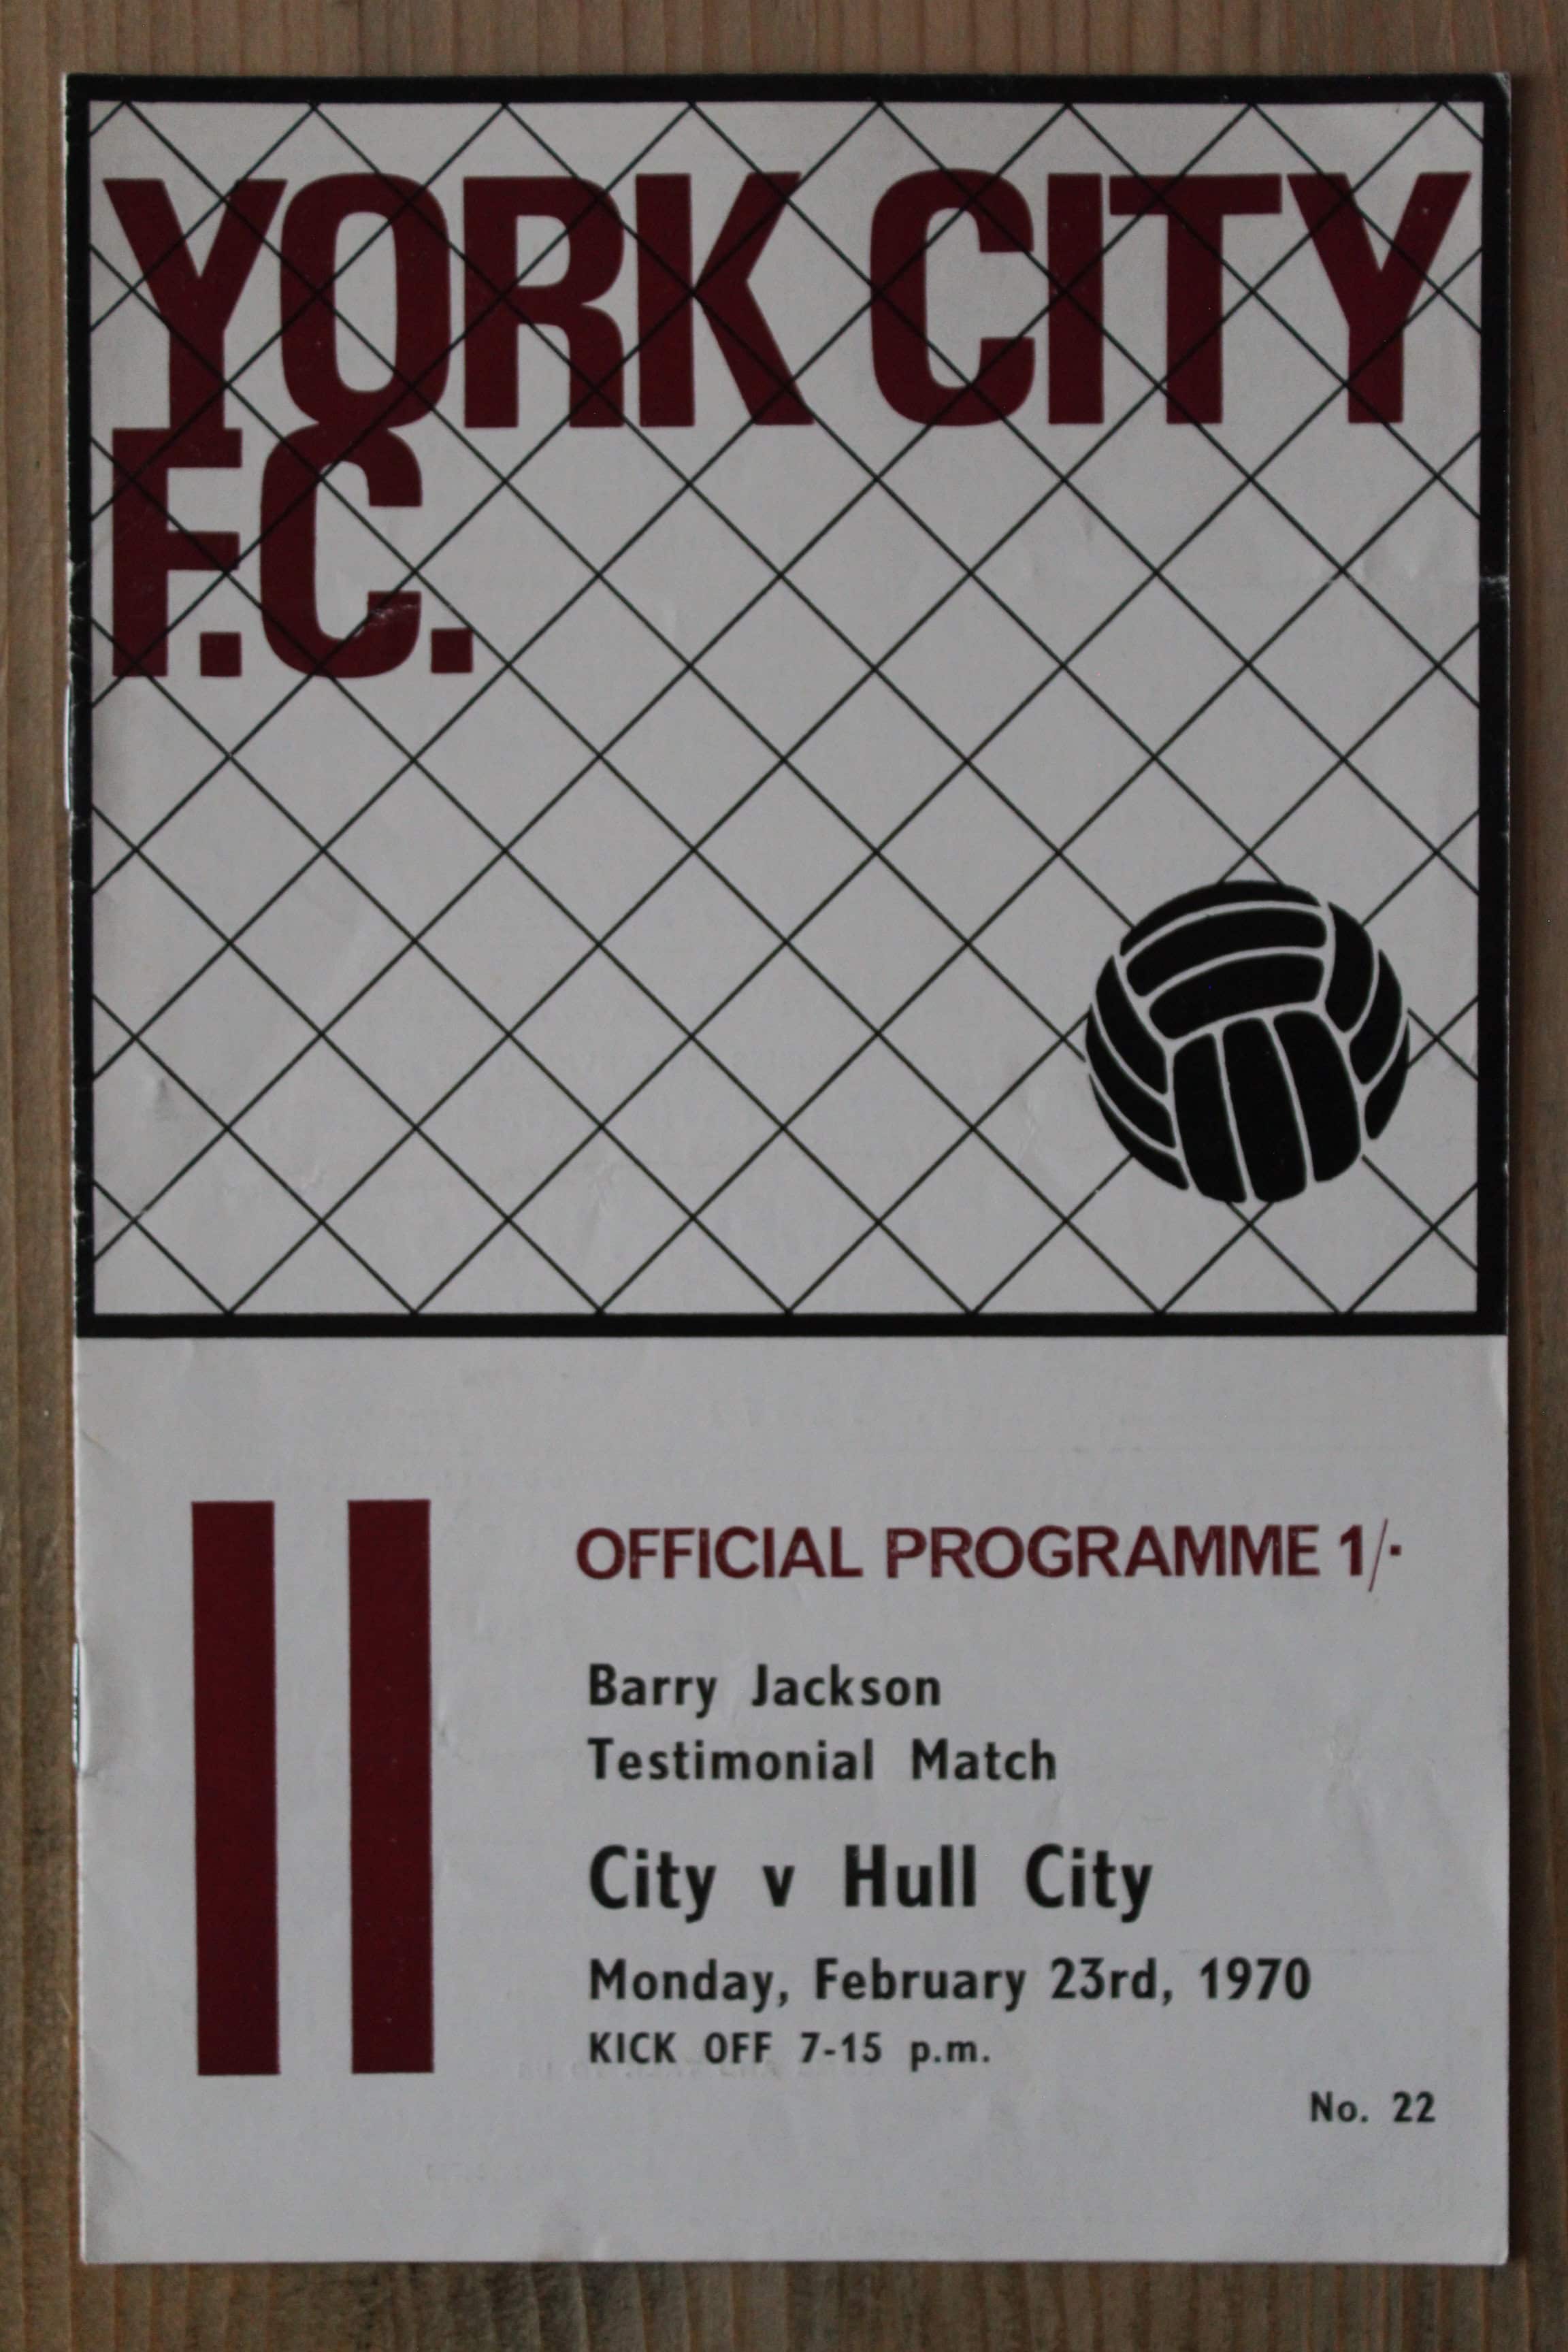 YORK CITY
F.C.
OFFICIAL PROGRAMME 1/-
Barry Jackson
Testimonial Match
City v Hull City
Monday, February 23rd, 1970
KICK OFF 7-15 p.m.
No. 22